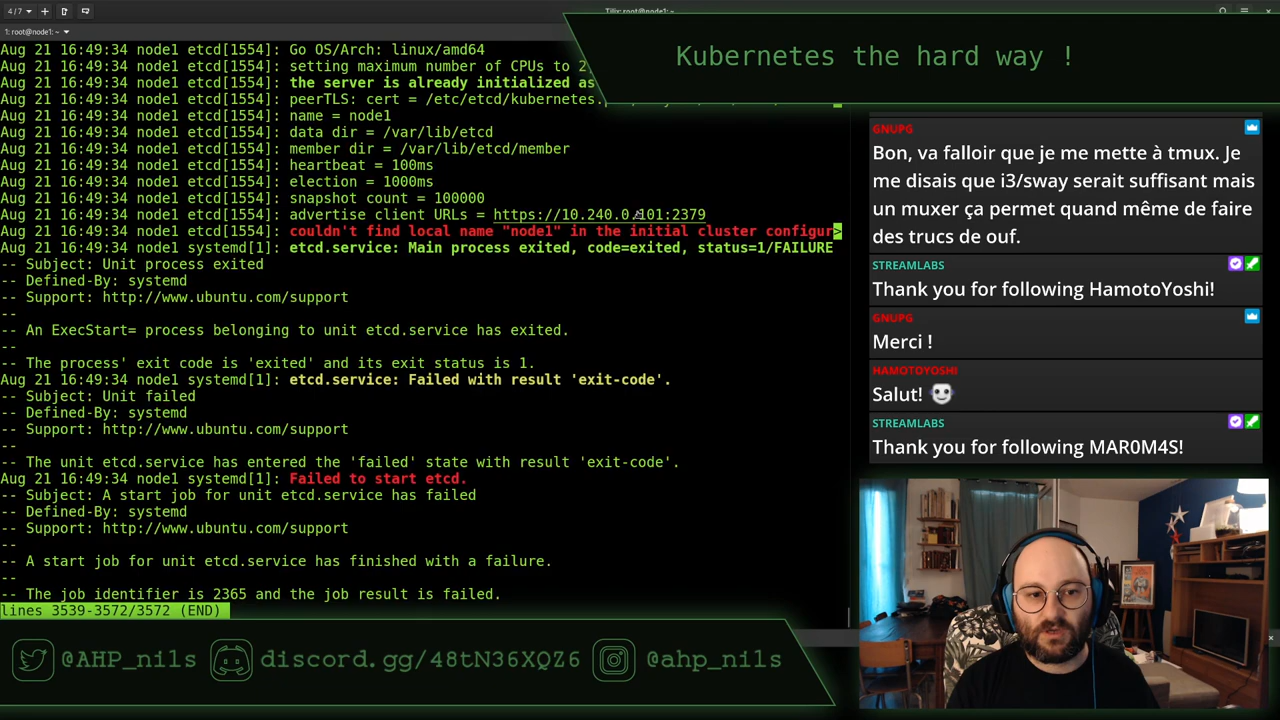 4 / 7
Tilix: root@node1: ~
1: root@node1: ~
Aug 21 16:49:34 node1 etcd[1554]: Go OS/Arch: linux/amd64
Aug 21 16:49:34 node1 etcd[1554]: setting maximum number of CPUs to 2
Aug 21 16:49:34 node1 etcd[1554]: the server is already initialized as
Aug 21 16:49:34 node1 etcd[1554]: peerTLS: cert = /etc/etcd/kubernetes.
Aug 21 16:49:34 node1 etcd[1554]: name = node1
Aug 21 16:49:34 node1 etcd[1554]: data dir = /var/lib/etcd
Aug 21 16:49:34 node1 etcd[1554]: member dir = /var/lib/etcd/member
Aug 21 16:49:34 node1 etcd[1554]: heartbeat = 100ms
Aug 21 16:49:34 node1 etcd[1554]: election = 1000ms
Aug 21 16:49:34 node1 etcd[1554]: snapshot count = 100000
Aug 21 16:49:34 node1 etcd[1554]: advertise client URLs = https://10.240.0.101:2379
Aug 21 16:49:34 node1 etcd[1554]: couldn't find local name "node1" in the initial cluster configur>
Aug 21 16:49:34 node1 systemd[1]: etcd.service: Main process exited, code=exited, status=1/FAILURE
-- Subject: Unit process exited
-- Defined-By: systemd
-- Support: http://www.ubuntu.com/support
--
-- An ExecStart= process belonging to unit etcd.service has exited.
--
-- The process' exit code is 'exited' and its exit status is 1.
Aug 21 16:49:34 node1 systemd[1]: etcd.service: Failed with result 'exit-code'.
-- Subject: Unit failed
-- Defined-By: systemd
-- Support: http://www.ubuntu.com/support
--
-- The unit etcd.service has entered the 'failed' state with result 'exit-code'.
Aug 21 16:49:34 node1 systemd[1]: Failed to start etcd.
-- Subject: A start job for unit etcd.service has failed
-- Defined-By: systemd
-- Support: http://www.ubuntu.com/support
--
-- A start job for unit etcd.service has finished with a failure.
--
-- The job identifier is 2365 and the job result is failed.
lines 3539-3572/3572 (END)
Kubernetes the hard way !
GNUPG
Bon, va falloir que je me mette à tmux. Je
me disais que i3/sway serait suffisant mais
un muxer ça permet quand même de faire
des trucs de ouf.
STREAMLABS
Thank you for following HamotoYoshi!
GNUPG
Merci !
HAMOTOYOSHI
Salut!
STREAMLABS
Thank you for following MAR0M4S!
@AHP_nils
discord.gg/48tN36XQZ6
@ahp_nils